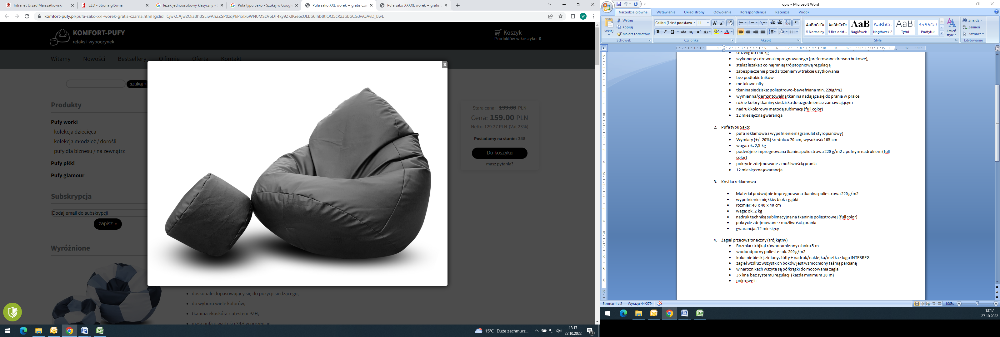 Intranet Urząd Marszałkowski
EZD - Strona główna
leżak jednoosobowy klasyczny -
Pufa typu Sako - Szukaj w Google
Pufa sako XXL worek + gratis cza
Pufa sako XXXXL worek + gratis
komfort-pufy.pl/pufa-sako-xxl-worek-gratis-czarna.html?gclid=CjwKCAjw2OiaBhBSEiwAh2ZSP0zqPkPrxIx6WN0MScV6DT4ky9ZKIIGe6cULBb6Ihb8tIOQ5cRz3bBoCG3wQAvD_BwE
W
KOMFORT-PUFY
relaks i wypoczynek
Koszyk
Produktów w koszyku: 0
Witamy Nowości Bestsellery O firmie Oferta Kontakt
szukaj »
Produkty
Pufy worki
kolekcja dziecięca
kolekcja młodzież / dorośli
pufy dla biznesu / na zewnątrz
Pufy piłki
Pufy glamour
Subskrypcja
Dodaj email do subskrypcji
zapisz »
Wyróżnione
Stara cena: 199.00 PLN
Cena: 159.00 PLN
Netto: 129.27 PLN (Vat 23%)
Posiadamy na stanie: 348
Do koszyka
masz pytania?
doskonale dopasowujący się do pozycji siedzącego,
do wyboru wiele kolorów,
tkanina ekoskóra z atestem PZH,
mała pufa o wartości 39zł w prezencie
15°C Duże zachmurz...
13:17
27.10.2022
1
opis - Microsoft Word
Narzędzia główne Wstawianie Układ strony Odwołania Korespondencja Recenzja Widok
Wklej
Wytnij
Kopiuj
Malarz formatów
Schowek
Calibri (Tekst podstawc 11
Czcionka
Akapit
AaBbCcDc AaBbCcDc AaB AaBbCc AaBl AaBbCcL
¶ Normalny ¶ Bez odst... Nagłówek 1 Nagłówek 2 Tytuł Podtytuł
Zmień style
Style
Znajdź
Zamień
Zaznacz
Edytowanie
Udźwig do 140 kg
wykonany z drewna impregnowanego (preferowane drewno bukowe),
stelaż leżaka z co najmniej trójstopniową regulacją
zabezpieczenie przed złożeniem w trakcie użytkowania
bez podłokietników
metalowe nity
tkanina siedziska: poliestrowo-bawełniana min. 220g/m2
wymienna/demontowalna tkanina nadająca się do prania w pralce
różne kolory tkaniny siedziska do uzgodnienia z zamawiającym
nadruk kolorowy metodą sublimacji (full color)
12 miesięczna gwarancja
2. Pufa typu Sako:
pufa reklamowa z wypełnieniem (granulat styropianowy)
Wymiary (+/- 20%) średnica: 70 cm, wysokość: 105 cm
waga: ok. 2,5 kg
podwójnie impregnowana tkanina poliestrowa 220 g/m2 z pełnym nadrukiem (full
color)
pokrycie zdejmowane z możliwością prania
12 miesięczna gwarancja
3. Kostka reklamowa
Materiał podwójnie impregnowana tkanina poliestrowa 220 g/m2
wypełnienie miękkie: blok z gąbki
rozmiar: 40 x 40 x 40 cm
waga: ok. 2 kg
nadruk techniką sublimacyjną na tkaninie poliestrowej (full color)
pokrycie zdejmowane z możliwością prania
gwarancja: 12 miesięcy
4. Żagiel przeciwsłoneczny (trójkątny)
Rozmiar: trójkąt równoramienny o boku 5 m
wodoodporny poliester ok. 200 g/m2
kolor niebieski, zielony, żółty + nadruk/naklejka/metka z logo INTERREG
żagiel wzdłuż wszystkich boków jest wzmocniony taśmą parcianą
w narożnikach wszyte są półkrążki do mocowania żagla
3 x lina bez systemu regulacji (każda minimum 10 m)
pokroweic
Strona: 1 z 2 Wyrazy: 44/279
100%
13:17
27.10.2022